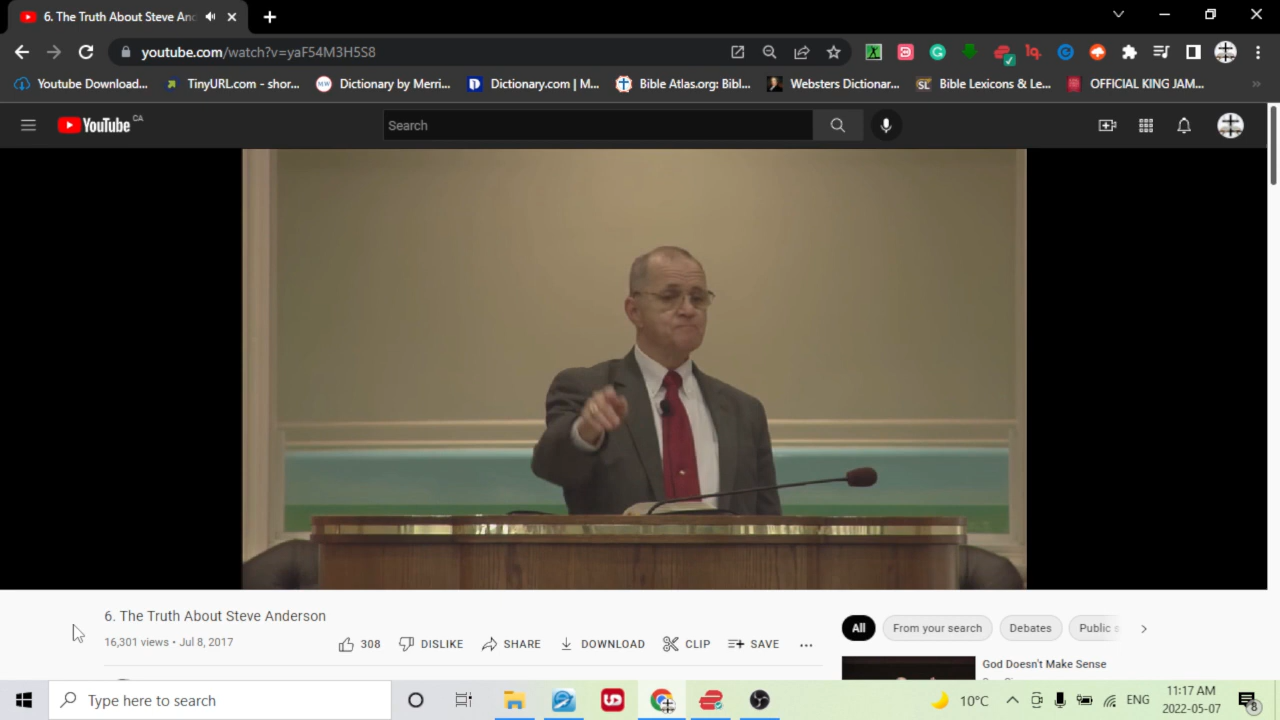 6. The Truth About Steve And
youtube.com/watch?v=yaF54M3H5S8
Youtube Download...
TinyURL.com - shor...
Dictionary by Merri...
Dictionary.com | M...
Bible Atlas.org: Bibl...
Websters Dictionar...
Bible Lexicons & Le...
OFFICIAL KING JAM...
YouTube CA
Search
6. The Truth About Steve Anderson
16,301 views • Jul 8, 2017
308
DISLIKE
SHARE
DOWNLOAD
CLIP
SAVE
All
From your search
Debates
Public
God Doesn't Make Sense
Type here to search
10°C
ENG
11:17 AM
2022-05-07
8